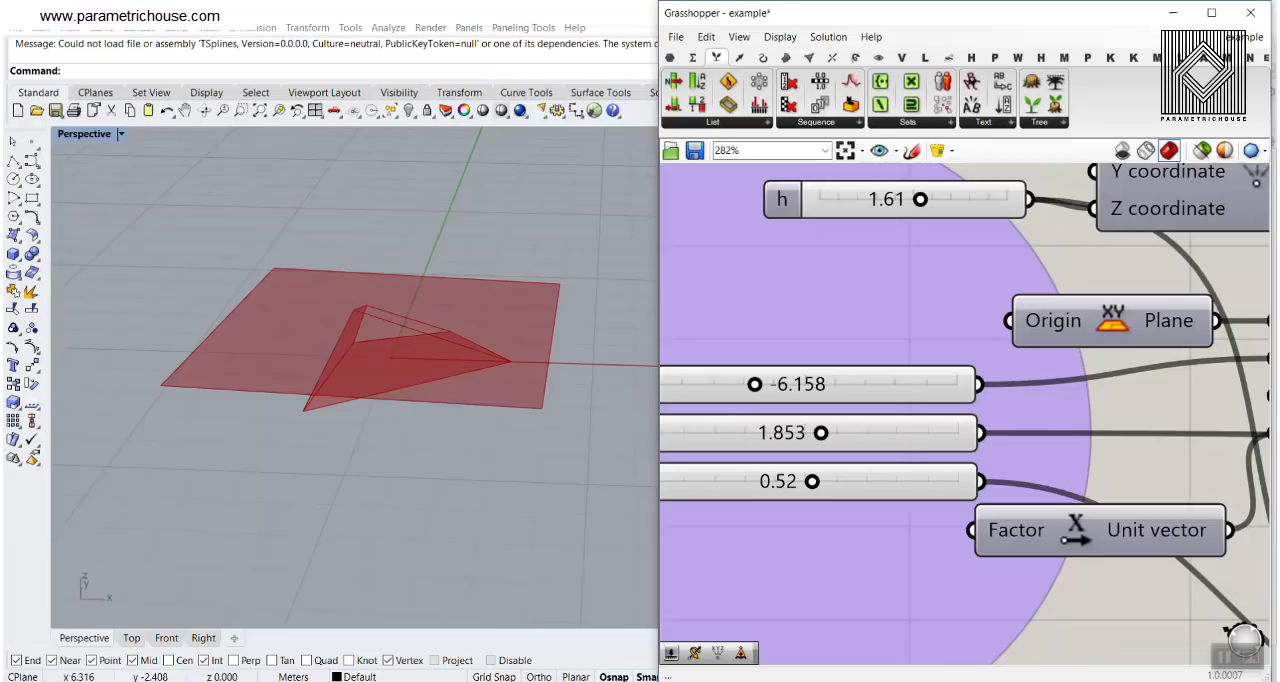 www.parametrichouse.com
Transform Tools Analyze Render Panels Paneling Tools Help
Message: Could not load file or assembly 'TSplines, Version=0.0.0.0, Culture=neutral, PublicKeyToken=null' or one of its dependencies. The system c
Command:
Standard CPlanes Set View Display Select Viewport Layout Visibility Transform Curve Tools Surface Tools
Perspective
z
y
x
Perspective Top Front Right
End Near Point Mid Cen Int Perp Tan Quad Knot Vertex Project Disable
CPlane x 6.316 y -2.408 z 0.000 Meters Default Grid Snap Ortho Planar Osnap Smar
Grasshopper - example*
File Edit View Display Solution Help
example
Σ V L H P H W H M P K K M
List Sequence Sets Text Tree
PARAMETRICHOUSE
282%
Y coordinate
h 1.61
Z coordinate
Origin XY Plane
-6.158
1.853
0.52
Factor X Unit vector
...
1.0.0007